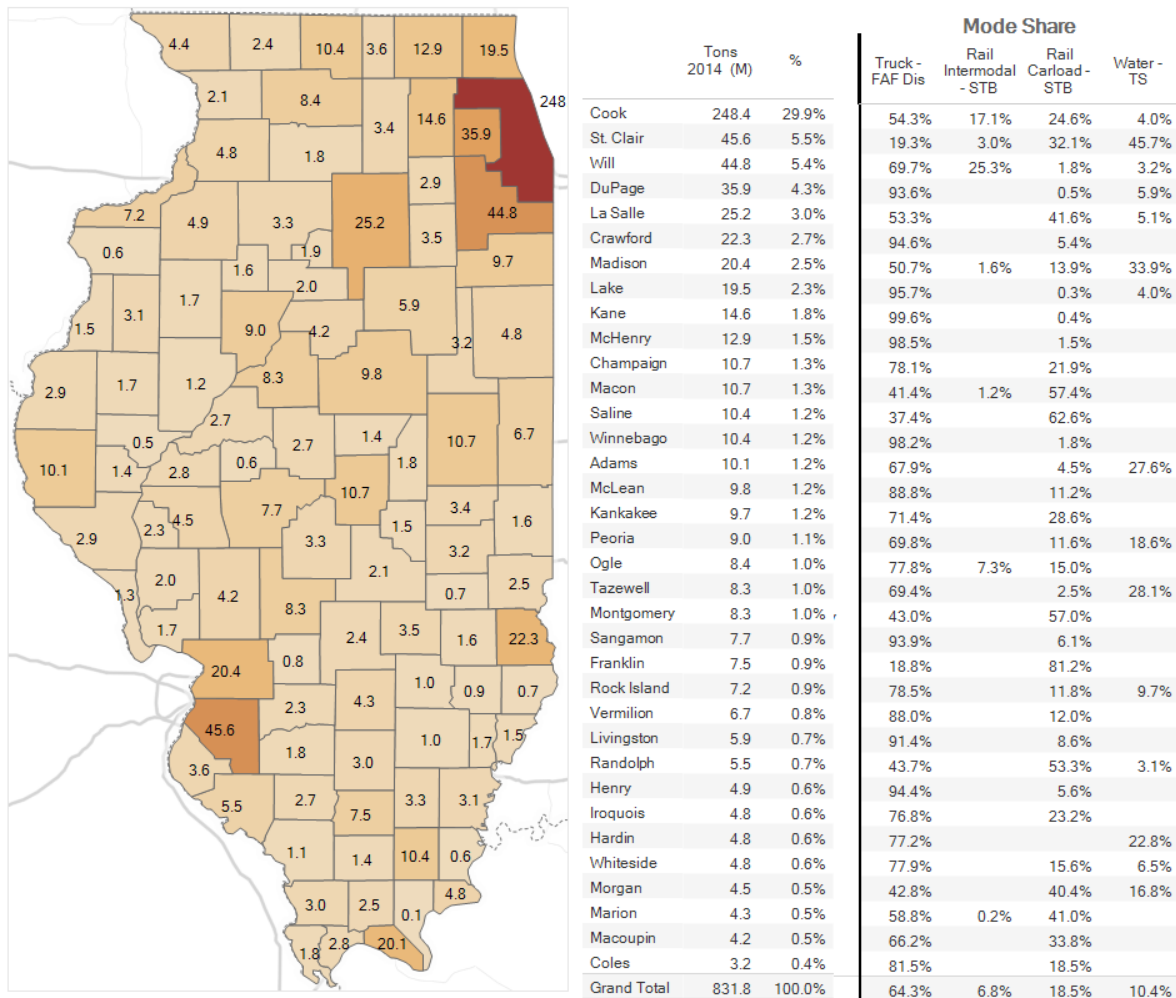 4.4 2.4 10.4 3.6 12.9 19.5
2.1 8.4 248
3.4 14.6 35.9
4.8 1.8
2.9
7.2 4.9 3.3 25.2 44.8
0.6 1.9 3.5
1.6 9.7
2.0
1.7 5.9
1.5 3.1 9.0 4.2 3.2 4.8
2.9 1.7 1.2 8.3 9.8
2.7
0.5 2.7 1.4 10.7 6.7
10.1 1.4 2.8 0.6 1.8
10.7
7.7 3.4
2.3 4.5 1.5 1.6
2.9 3.3 3.2
2.0 2.1
1.3 4.2 0.7 2.5
8.3
1.7 2.4 3.5 1.6 22.3
20.4 0.8
1.0 0.9 0.7
2.3 4.3
45.6 1.0 1.7 1.5
1.8 3.0
3.6
5.5 2.7 3.3 3.1
7.5
1.1 1.4 10.4 0.6
3.0 2.5 4.8
0.1
1.8 2.8 20.1
Mode Share
Tons
2014 (M) %
Truck -
FAF Dis
Rail
Intermodal
- STB
Rail
Carload -
STB
Water -
TS
Cook 248.4 29.9% 54.3% 17.1% 24.6% 4.0%
St. Clair 45.6 5.5% 19.3% 3.0% 32.1% 45.7%
Will 44.8 5.4% 69.7% 25.3% 1.8% 3.2%
DuPage 35.9 4.3% 93.6% 0.5% 5.9%
La Salle 25.2 3.0% 53.3% 41.6% 5.1%
Crawford 22.3 2.7% 94.6% 5.4%
Madison 20.4 2.5% 50.7% 1.6% 13.9% 33.9%
Lake 19.5 2.3% 95.7% 0.3% 4.0%
Kane 14.6 1.8% 99.6% 0.4%
McHenry 12.9 1.5% 98.5% 1.5%
Champaign 10.7 1.3% 78.1% 21.9%
Macon 10.7 1.3% 41.4% 1.2% 57.4%
Saline 10.4 1.2% 37.4% 62.6%
Winnebago 10.4 1.2% 98.2% 1.8%
Adams 10.1 1.2% 67.9% 4.5% 27.6%
McLean 9.8 1.2% 88.8% 11.2%
Kankakee 9.7 1.2% 71.4% 28.6%
Peoria 9.0 1.1% 69.8% 11.6% 18.6%
Ogle 8.4 1.0% 77.8% 7.3% 15.0%
Tazewell 8.3 1.0% 69.4% 2.5% 28.1%
Montgomery 8.3 1.0% 43.0% 57.0%
Sangamon 7.7 0.9% 93.9% 6.1%
Franklin 7.5 0.9% 18.8% 81.2%
Rock Island 7.2 0.9% 78.5% 11.8% 9.7%
Vermilion 6.7 0.8% 88.0% 12.0%
Livingston 5.9 0.7% 91.4% 8.6%
Randolph 5.5 0.7% 43.7% 53.3% 3.1%
Henry 4.9 0.6% 94.4% 5.6%
Iroquois 4.8 0.6% 76.8% 23.2%
Hardin 4.8 0.6% 77.2% 22.8%
Whiteside 4.8 0.6% 77.9% 15.6% 6.5%
Morgan 4.5 0.5% 42.8% 40.4% 16.8%
Marion 4.3 0.5% 58.8% 0.2% 41.0%
Macoupin 4.2 0.5% 66.2% 33.8%
Coles 3.2 0.4% 81.5% 18.5%
Grand Total 831.8 100.0% 64.3% 6.8% 18.5% 10.4%